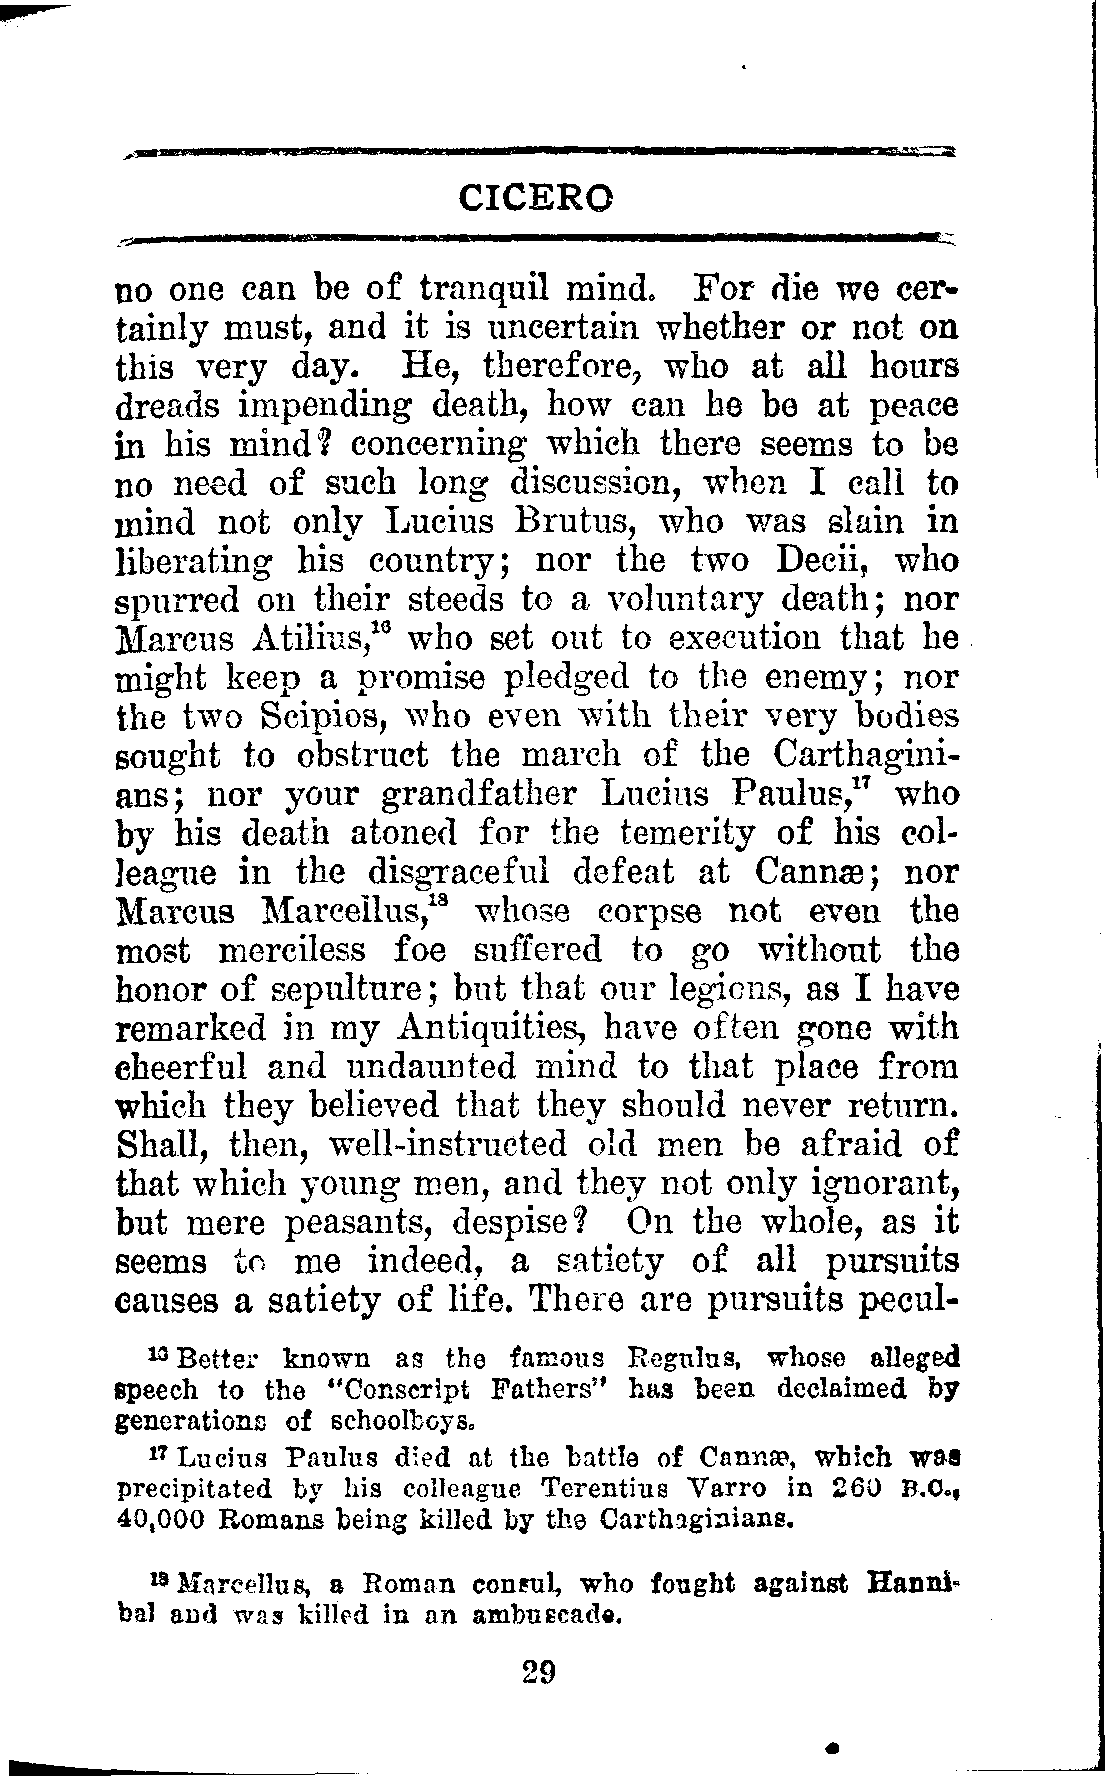 CICERO
no one can be of tranquil mind. For die we cer-
tainly must, and it is uncertain whether or not on
this very day. He, therefore, who at all hours
dreads impending death, how can he be at peace
in his mind? concerning which there seems to be
no need of such long discussion, when I call to
mind not only Lucius Brutus, who was slain in
liberating his country; nor the two Decii, who
spurred on their steeds to a voluntary death; nor
Marcus Atilius,¹⁶ who set out to execution that he
might keep a promise pledged to the enemy; nor
the two Scipios, who even with their very bodies
sought to obstruct the march of the Carthagini-
ans; nor your grandfather Lucius Paulus,¹⁷ who
by his death atoned for the temerity of his col-
league in the disgraceful defeat at Cannæ; nor
Marcus Marcellus,¹⁸ whose corpse not even the
most merciless foe suffered to go without the
honor of sepulture; but that our legions, as I have
remarked in my Antiquities, have often gone with
cheerful and undaunted mind to that place from
which they believed that they should never return.
Shall, then, well-instructed old men be afraid of
that which young men, and they not only ignorant,
but mere peasants, despise? On the whole, as it
seems to me indeed, a satiety of all pursuits
causes a satiety of life. There are pursuits pecul-
¹⁶ Better known as the famous Regulus, whose alleged
speech to the "Conscript Fathers" has been declaimed by
generations of schoolboys.
¹⁷ Lucius Paulus died at the battle of Cannæ, which was
precipitated by his colleague Terentius Varro in 260 B.C.,
40,000 Romans being killed by the Carthaginians.
¹⁸ Marcellus, a Roman consul, who fought against Hanni-
bal and was killed in an ambuscade.
29